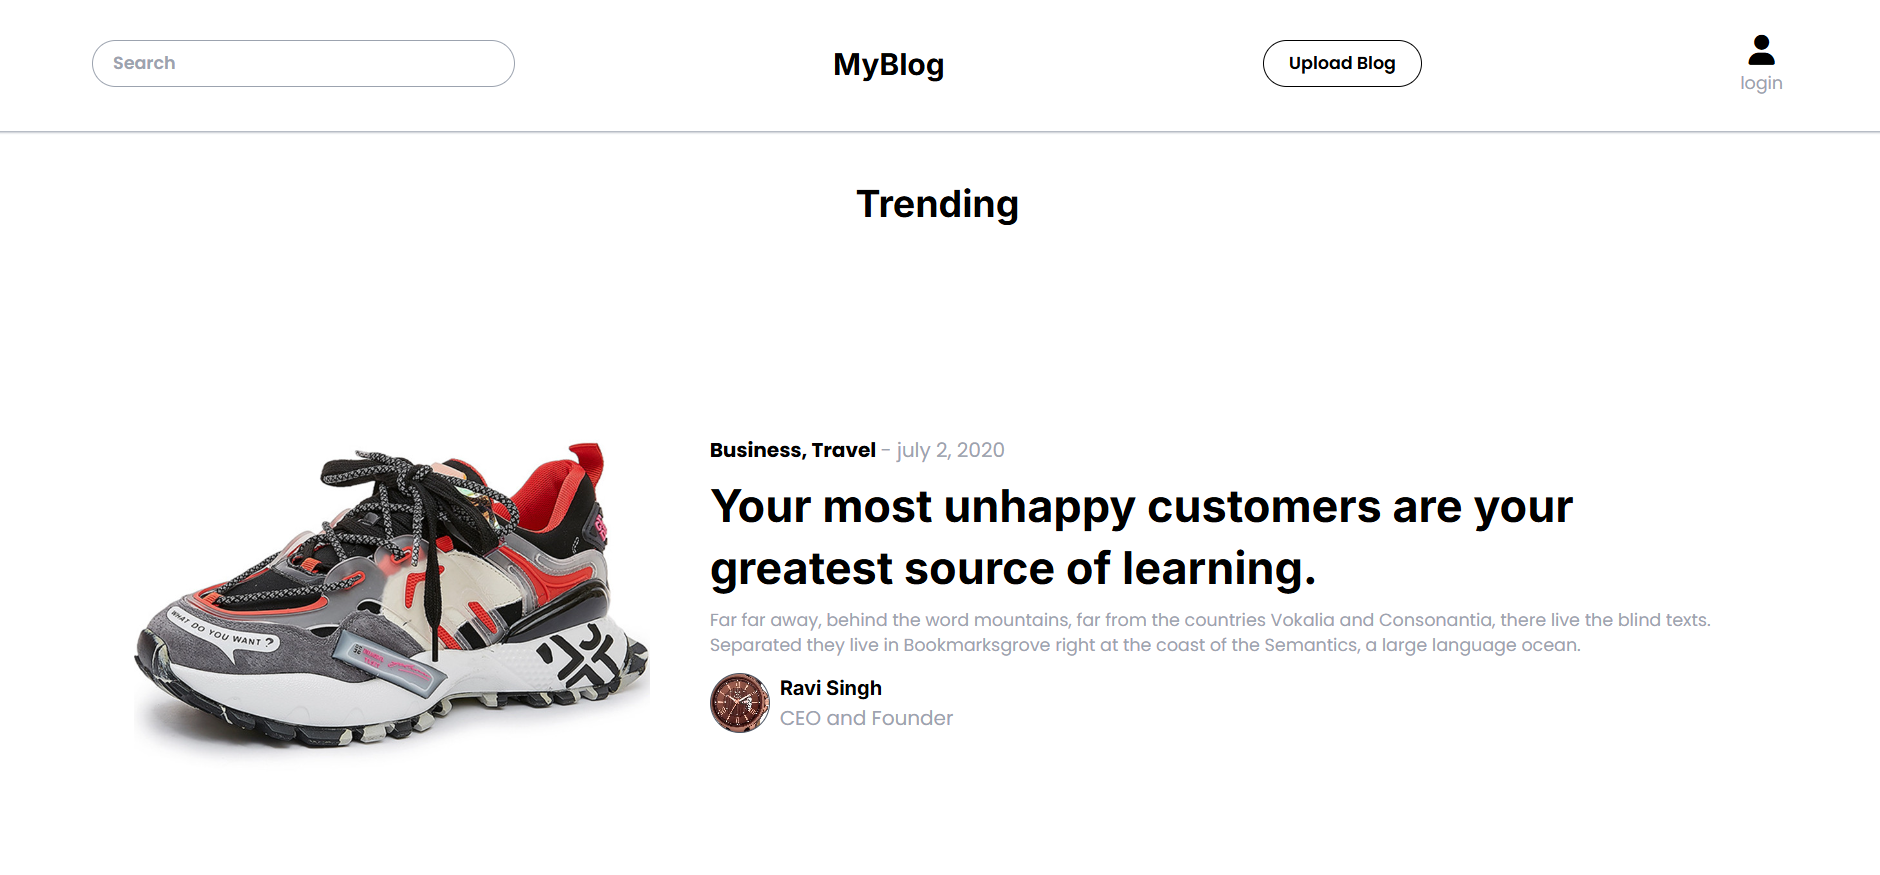 Search
MyBlog
Upload Blog
login
Trending
Business, Travel - july 2, 2020
Your most unhappy customers are your
greatest source of learning.
Far far away, behind the word mountains, far from the countries Vokalia and Consonantia, there live the blind texts.
Separated they live in Bookmarksgrove right at the coast of the Semantics, a large language ocean.
Ravi Singh
CEO and Founder
WHAT DO YOU WANT ?